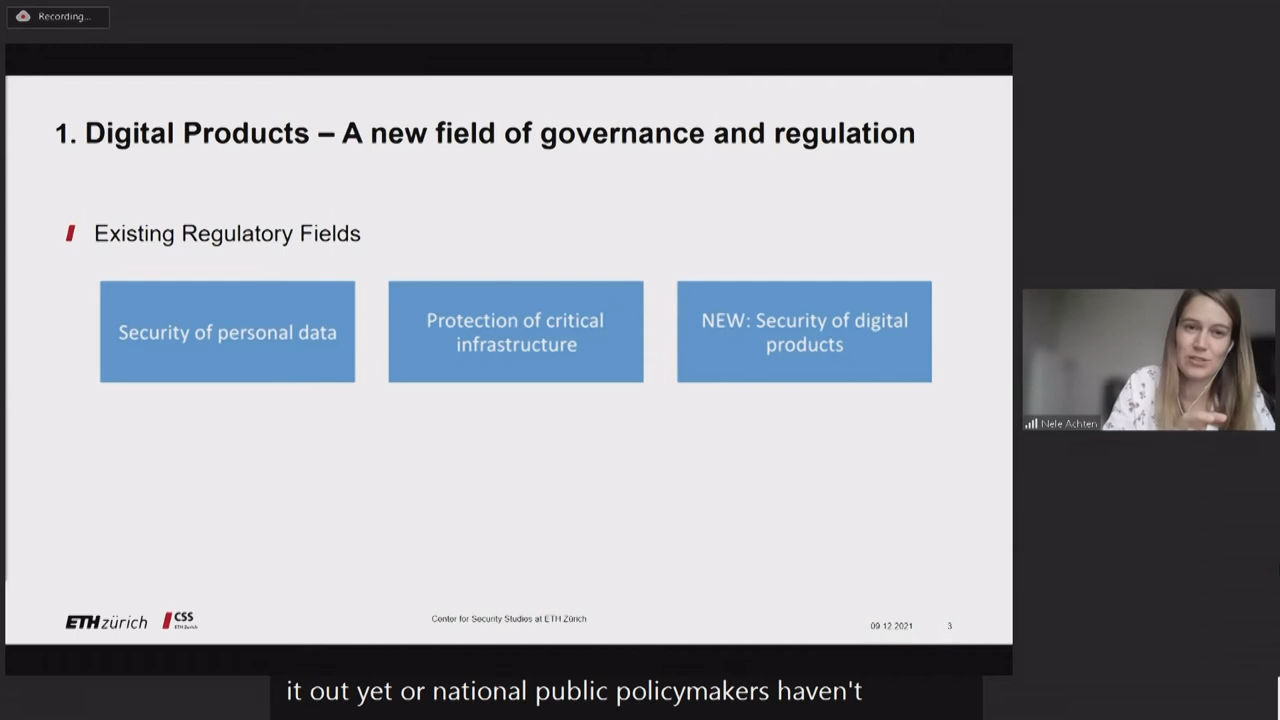 Recording...
1. Digital Products – A new field of governance and regulation
Existing Regulatory Fields
Security of personal data
Protection of critical
infrastructure
NEW: Security of digital
products
Nele Achten
ETH zürich
CSS
ETH Zurich
Center for Security Studies at ETH Zürich
09.12.2021
3
it out yet or national public policymakers haven't